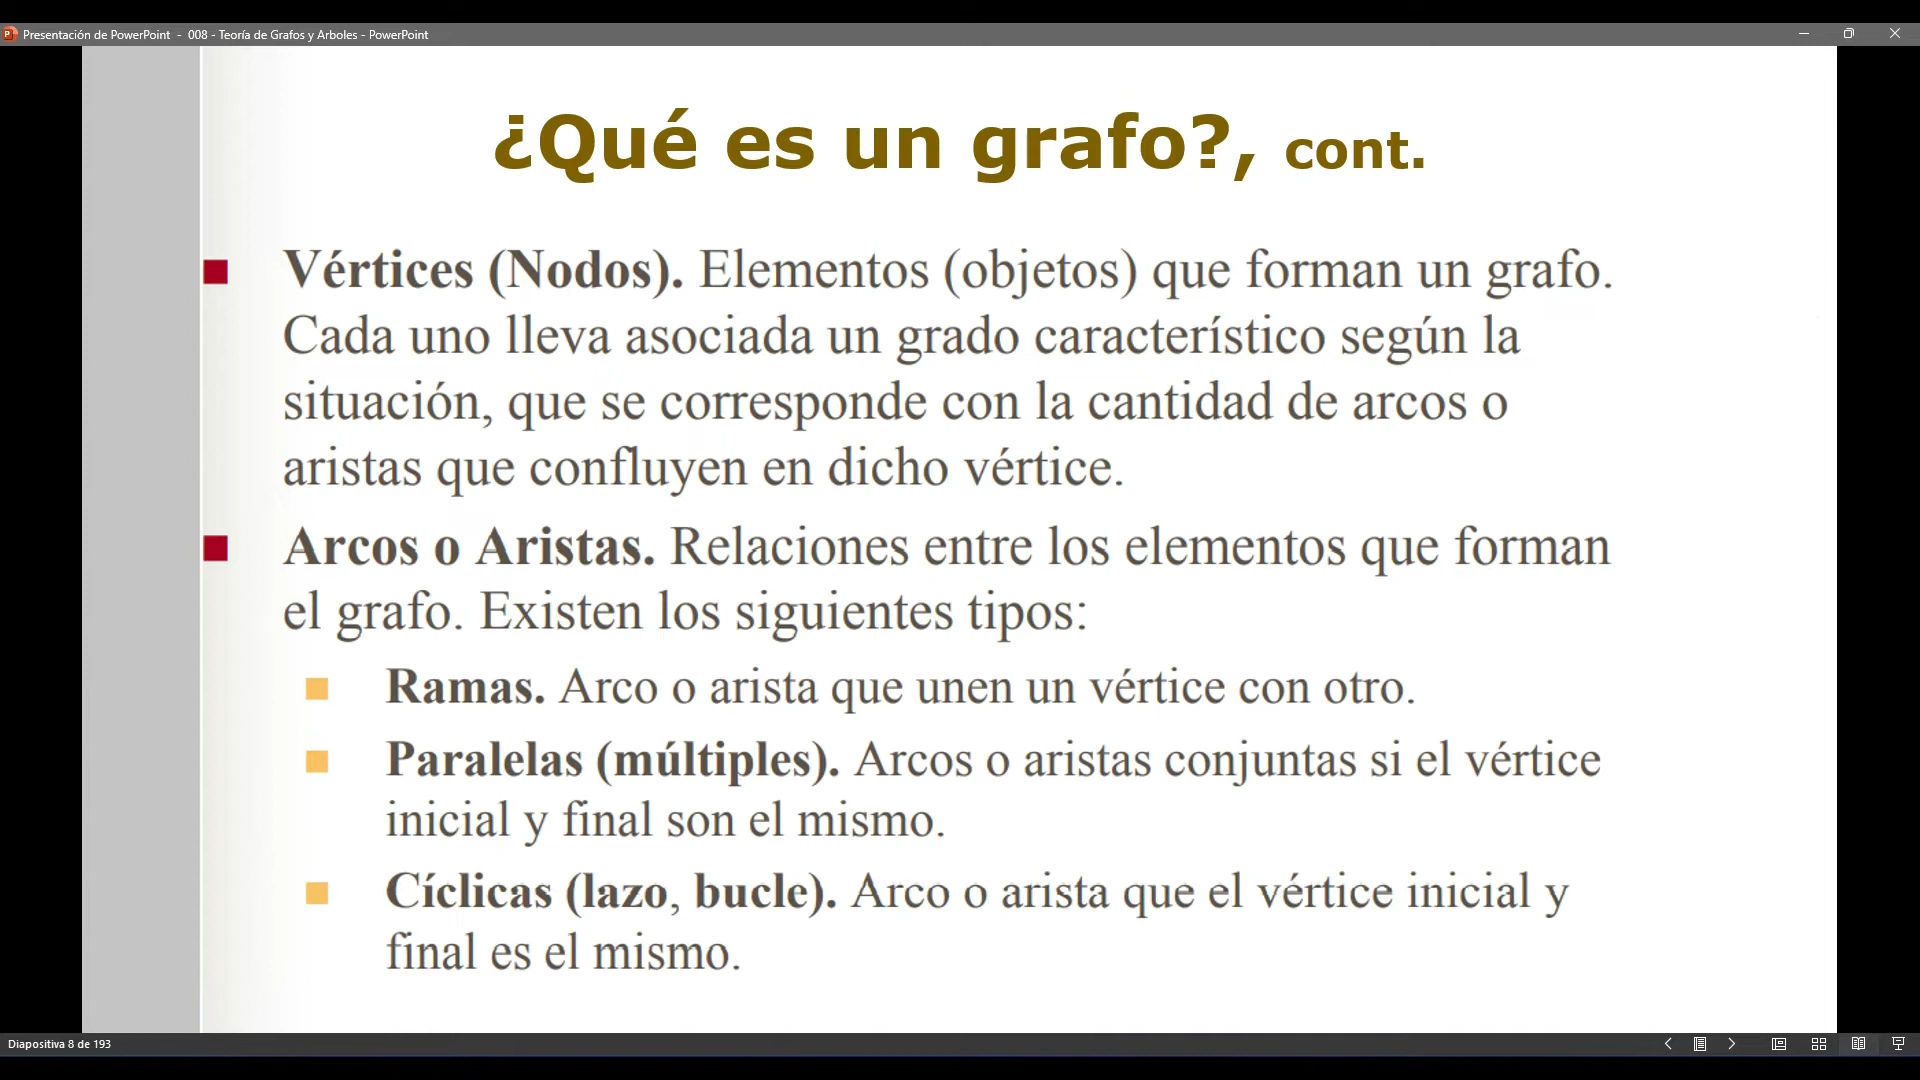 Presentación de PowerPoint - 008 - Teoría de Grafos y Arboles - PowerPoint
¿Qué es un grafo?, cont.
Vértices (Nodos). Elementos (objetos) que forman un grafo.
Cada uno lleva asociada un grado característico según la
situación, que se corresponde con la cantidad de arcos o
aristas que confluyen en dicho vértice.
Arcos o Aristas. Relaciones entre los elementos que forman
el grafo. Existen los siguientes tipos:
Ramas. Arco o arista que unen un vértice con otro.
Paralelas (múltiples). Arcos o aristas conjuntas si el vértice
inicial y final son el mismo.
Cíclicas (lazo, bucle). Arco o arista que el vértice inicial y
final es el mismo.
Diapositiva 8 de 193